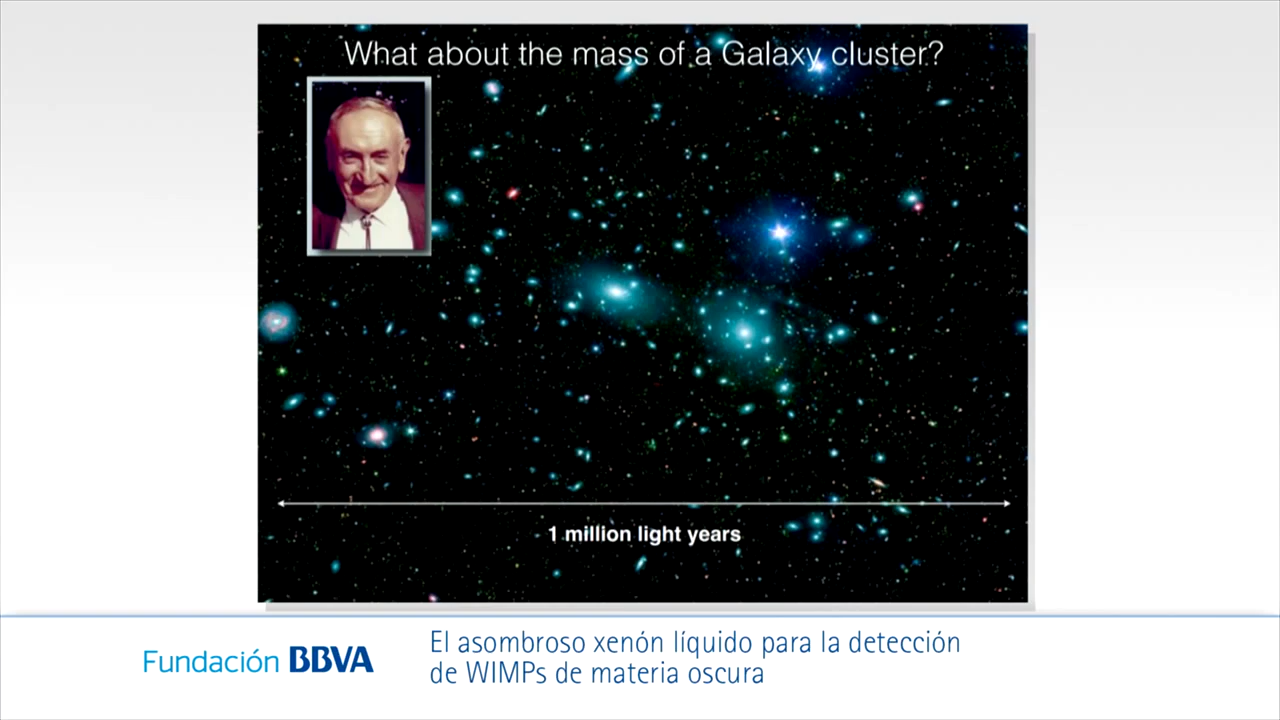 What about the mass of a Galaxy cluster?
1 million light years
Fundación BBVA
El asombroso xenón líquido para la detección
de WIMPs de materia oscura